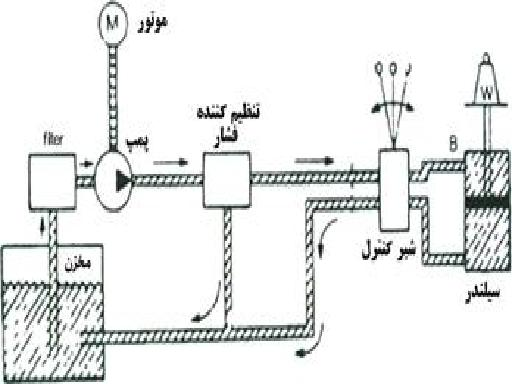 M
موتور
تنظیم کننده
فشار
پمپ
filter
W
B
مخزن
شیر کنترل
سیلندر